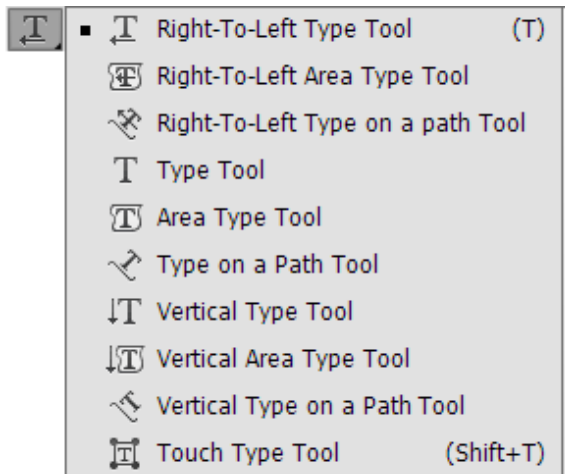 Right-To-Left Type Tool (T)
Right-To-Left Area Type Tool
Right-To-Left Type on a path Tool
Type Tool
Area Type Tool
Type on a Path Tool
Vertical Type Tool
Vertical Area Type Tool
Vertical Type on a Path Tool
Touch Type Tool (Shift+T)